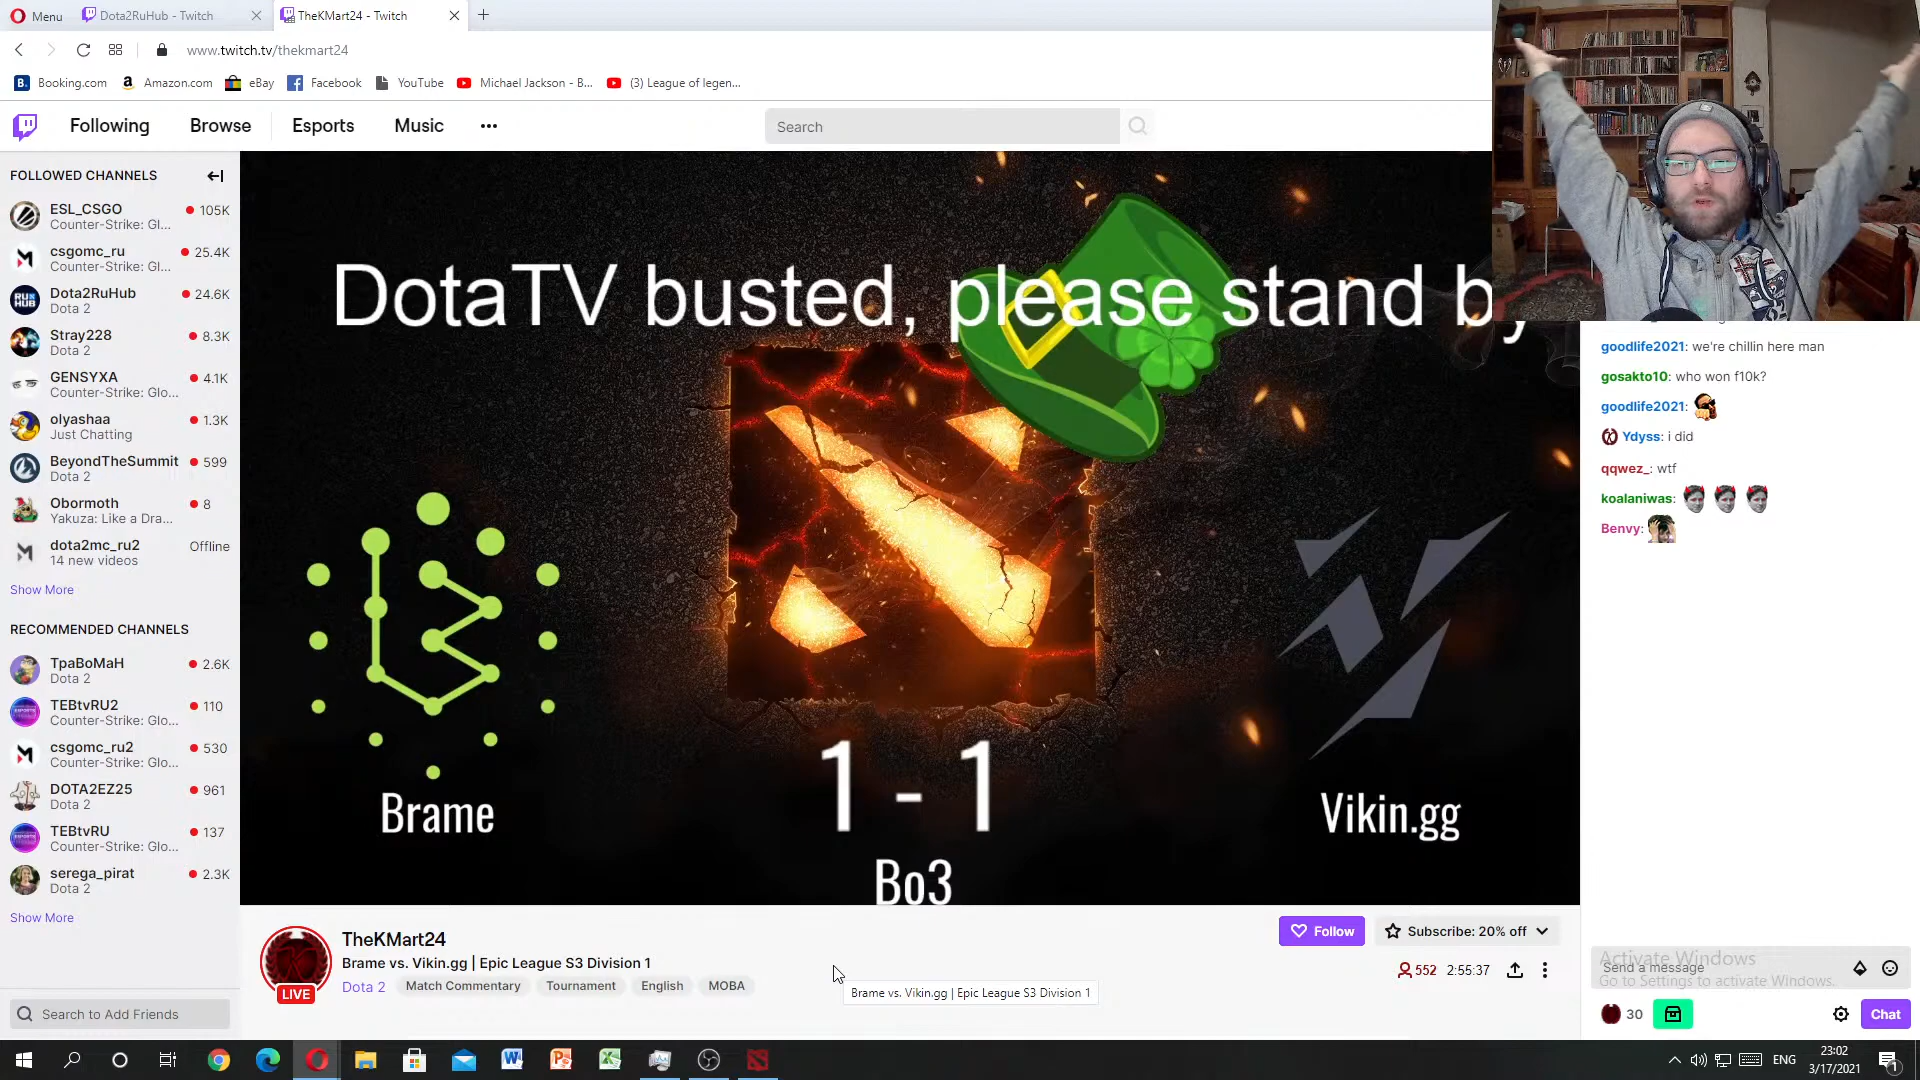 Menu
Dota2RuHub - Twitch
TheKMart24 - Twitch
www.twitch.tv/thekmart24
Booking.com
Amazon.com
eBay
Facebook
YouTube
Michael Jackson - B...
(3) League of legen...
Following
Browse
Esports
Music
Search
FOLLOWED CHANNELS
ESL_CSGO
105K
Counter-Strike: Gl...
csgomc_ru
25.4K
Counter-Strike: Gl...
Dota2RuHub
24.6K
Dota 2
Stray228
8.3K
Dota 2
GENSYXA
4.1K
Counter-Strike: Glo...
olyashaa
1.3K
Just Chatting
BeyondTheSummit
599
Dota 2
Obormoth
8
Yakuza: Like a Dra...
dota2mc_ru2
Offline
14 new videos
Show More
RECOMMENDED CHANNELS
TpaBoMaH
2.6K
Dota 2
TEBtvRU2
110
Counter-Strike: Glo...
csgomc_ru2
530
Counter-Strike: Glo...
DOTA2EZ25
961
Dota 2
TEBtvRU
137
Counter-Strike: Glo...
serega_pirat
2.3K
Dota 2
Show More
Search to Add Friends
DotaTV busted, please stand by
1 - 1
Brame
Vikin.gg
Bo3
TheKMart24
Brame vs. Vikin.gg | Epic League S3 Division 1
LIVE
Dota 2
Match Commentary
Tournament
English
MOBA
Brame vs. Vikin.gg | Epic League S3 Division 1
Follow
Subscribe: 20% off
552
2:55:37
goodlife2021: we're chillin here man
gosakto10: who won f10k?
goodlife2021:
Ydyss: i did
qqwez_: wtf
koalaniwas:
Benvy:
Activate Windows
Send a message
Go to Settings to activate Windows.
30
Chat
ENG
23:02
3/17/2021
1